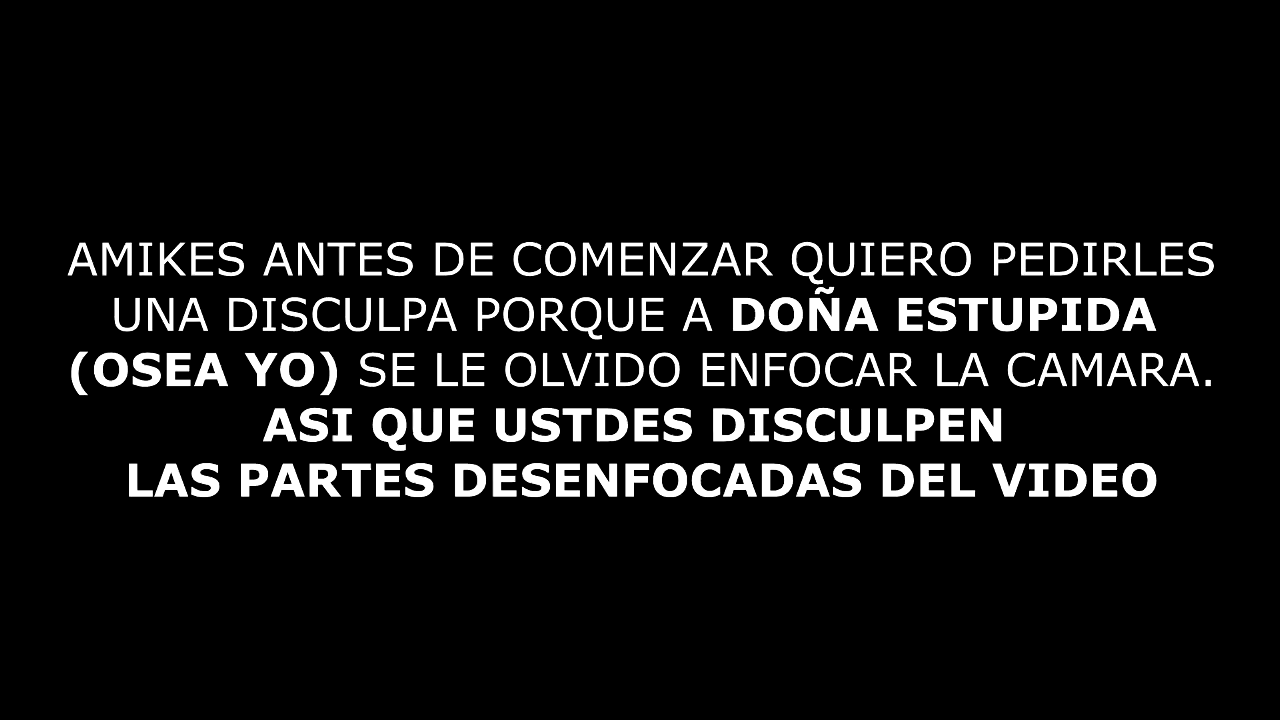 AMIKES ANTES DE COMENZAR QUIERO PEDIRLES
UNA DISCULPA PORQUE A DOÑA ESTUPIDA
(OSEA YO) SE LE OLVIDO ENFOCAR LA CAMARA.
ASI QUE USTDES DISCULPEN
LAS PARTES DESENFOCADAS DEL VIDEO